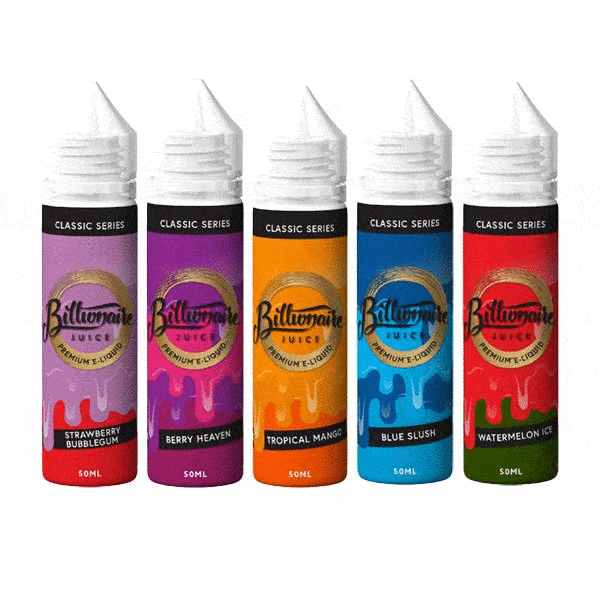 CLASSIC SERIES
Billionaire
JUICE
PREMIUM E-LIQUID
STRAWBERRY
BUBBLEGUM
50ML
CLASSIC SERIES
Billionaire
JUICE
PREMIUM E-LIQUID
BERRY HEAVEN
50ML
CLASSIC SERIES
Billionaire
JUICE
PREMIUM E-LIQUID
TROPICAL MANGO
50ML
CLASSIC SERIES
Billionaire
JUICE
PREMIUM E-LIQUID
BLUE SLUSH
50ML
CLASSIC SERIES
Billionaire
JUICE
PREMIUM E-LIQUID
WATERMELON ICE
50ML